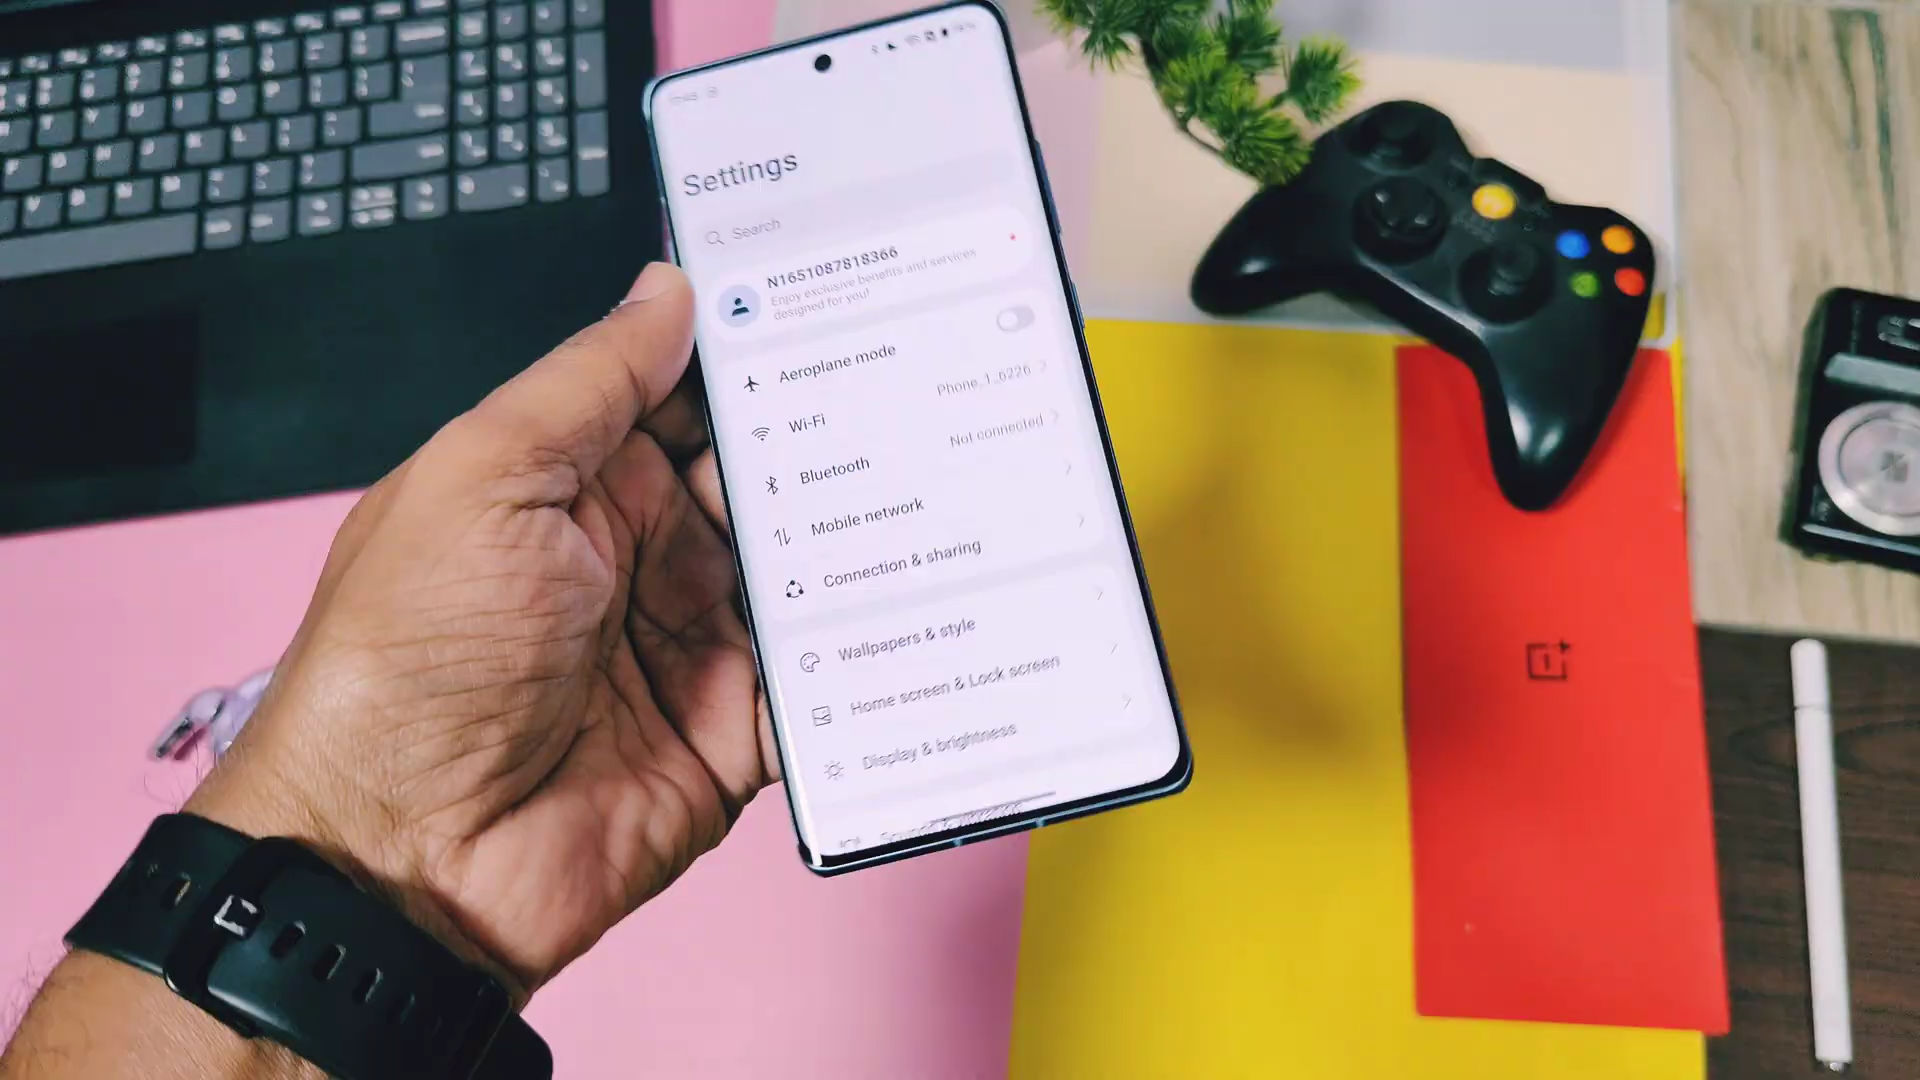 Settings
Search
N1651087818366
Enjoy exclusive benefits and services
designed for you!
Aeroplane mode
Wi-Fi
Phone_1_6226
Bluetooth
Not connected
Mobile network
Connection & sharing
Wallpapers & style
Home screen & Lock screen
Display & brightness